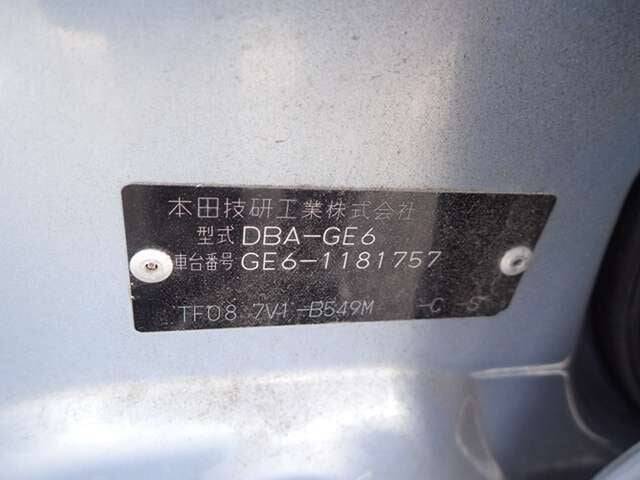 本田技研工業株式会社
型式 DBA-GE6
車台番号 GE6-1181757
TF08 7V1 -B549M -C -S